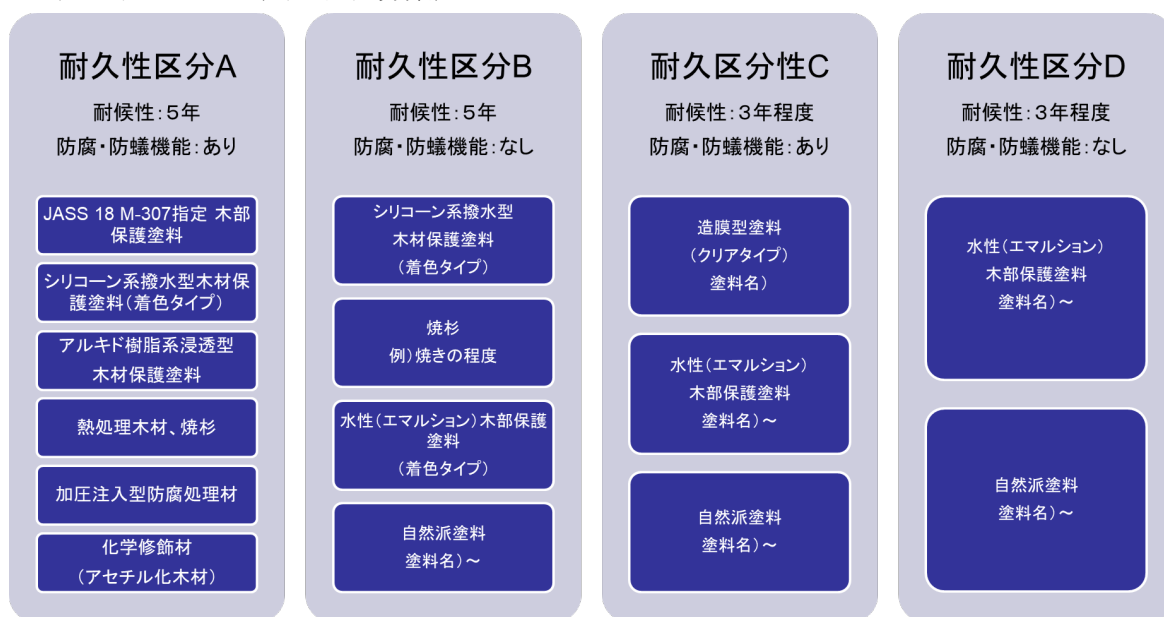 耐久性区分A
耐候性:5年
防腐・防蟻機能:あり
JASS 18 M-307指定 木部
保護塗料
シリコーン系撥水型木材保
護塗料(着色タイプ)
アルキド樹脂系浸透型
木材保護塗料
熱処理木材、焼杉
加圧注入型防腐処理材
化学修飾材
(アセチル化木材)
耐久性区分B
耐候性:5年
防腐・防蟻機能:なし
シリコーン系撥水型
木材保護塗料
(着色タイプ)
焼杉
例)焼きの程度
水性(エマルション)木部保護
塗料
(着色タイプ)
自然派塗料
塗料名)~
耐久区分性C
耐候性:3年程度
防腐・防蟻機能:あり
造膜型塗料
(クリアタイプ)
塗料名)
水性(エマルション)
木部保護塗料
塗料名)~
自然派塗料
塗料名)~
耐久性区分D
耐候性:3年程度
防腐・防蟻機能:なし
水性(エマルション)
木部保護塗料
塗料名)~
自然派塗料
塗料名)~